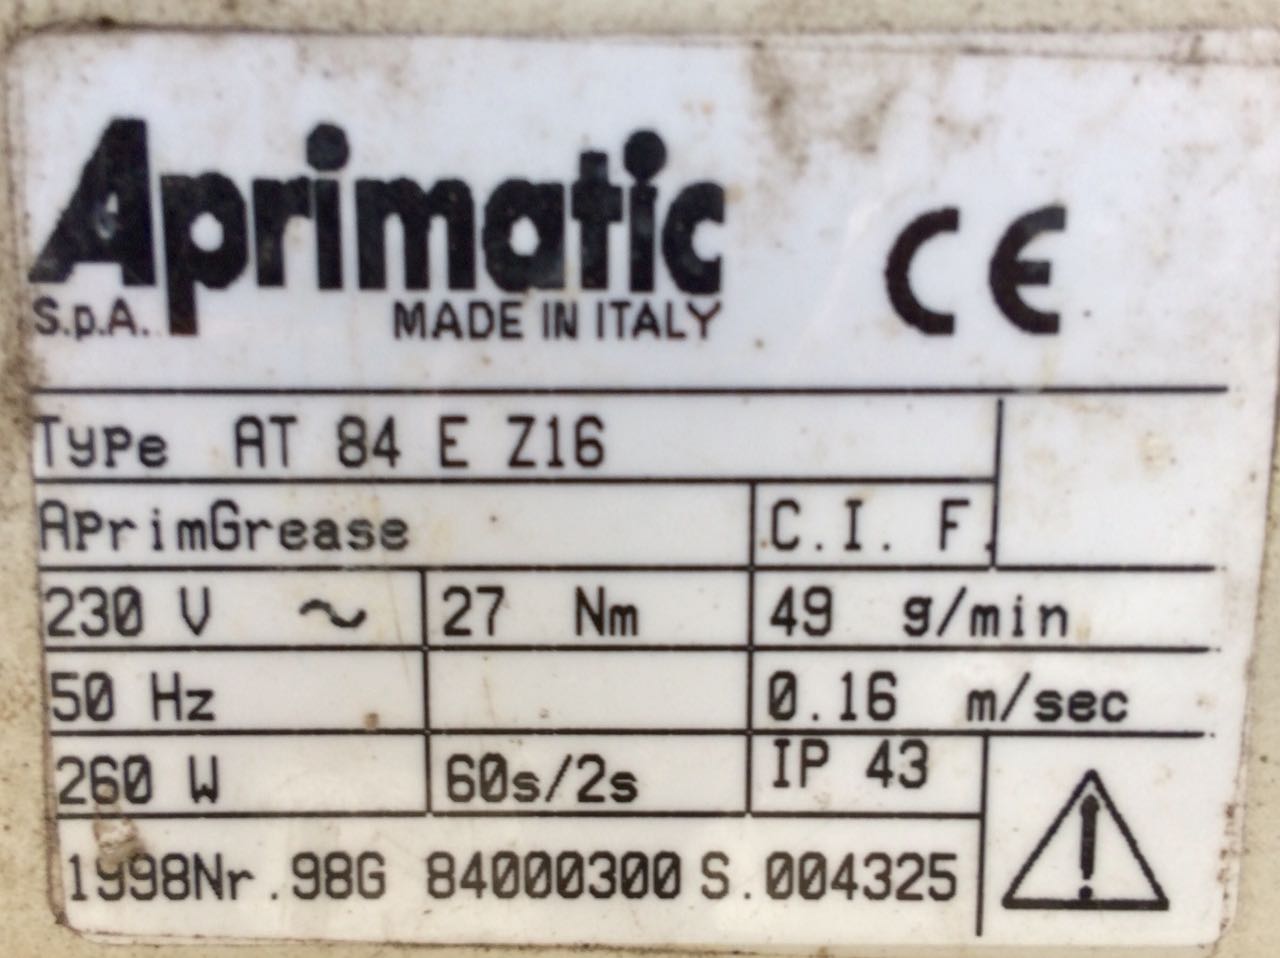 Aprimatic
S.p.A. MADE IN ITALY
CE
Type AT 84 E Z16
AprimGrease C.I. F.
230 V ~ 27 Nm 49 g/min
50 Hz 0.16 m/sec
260 W 60s/2s IP 43
1998Nr.98G 84000300 S.004325